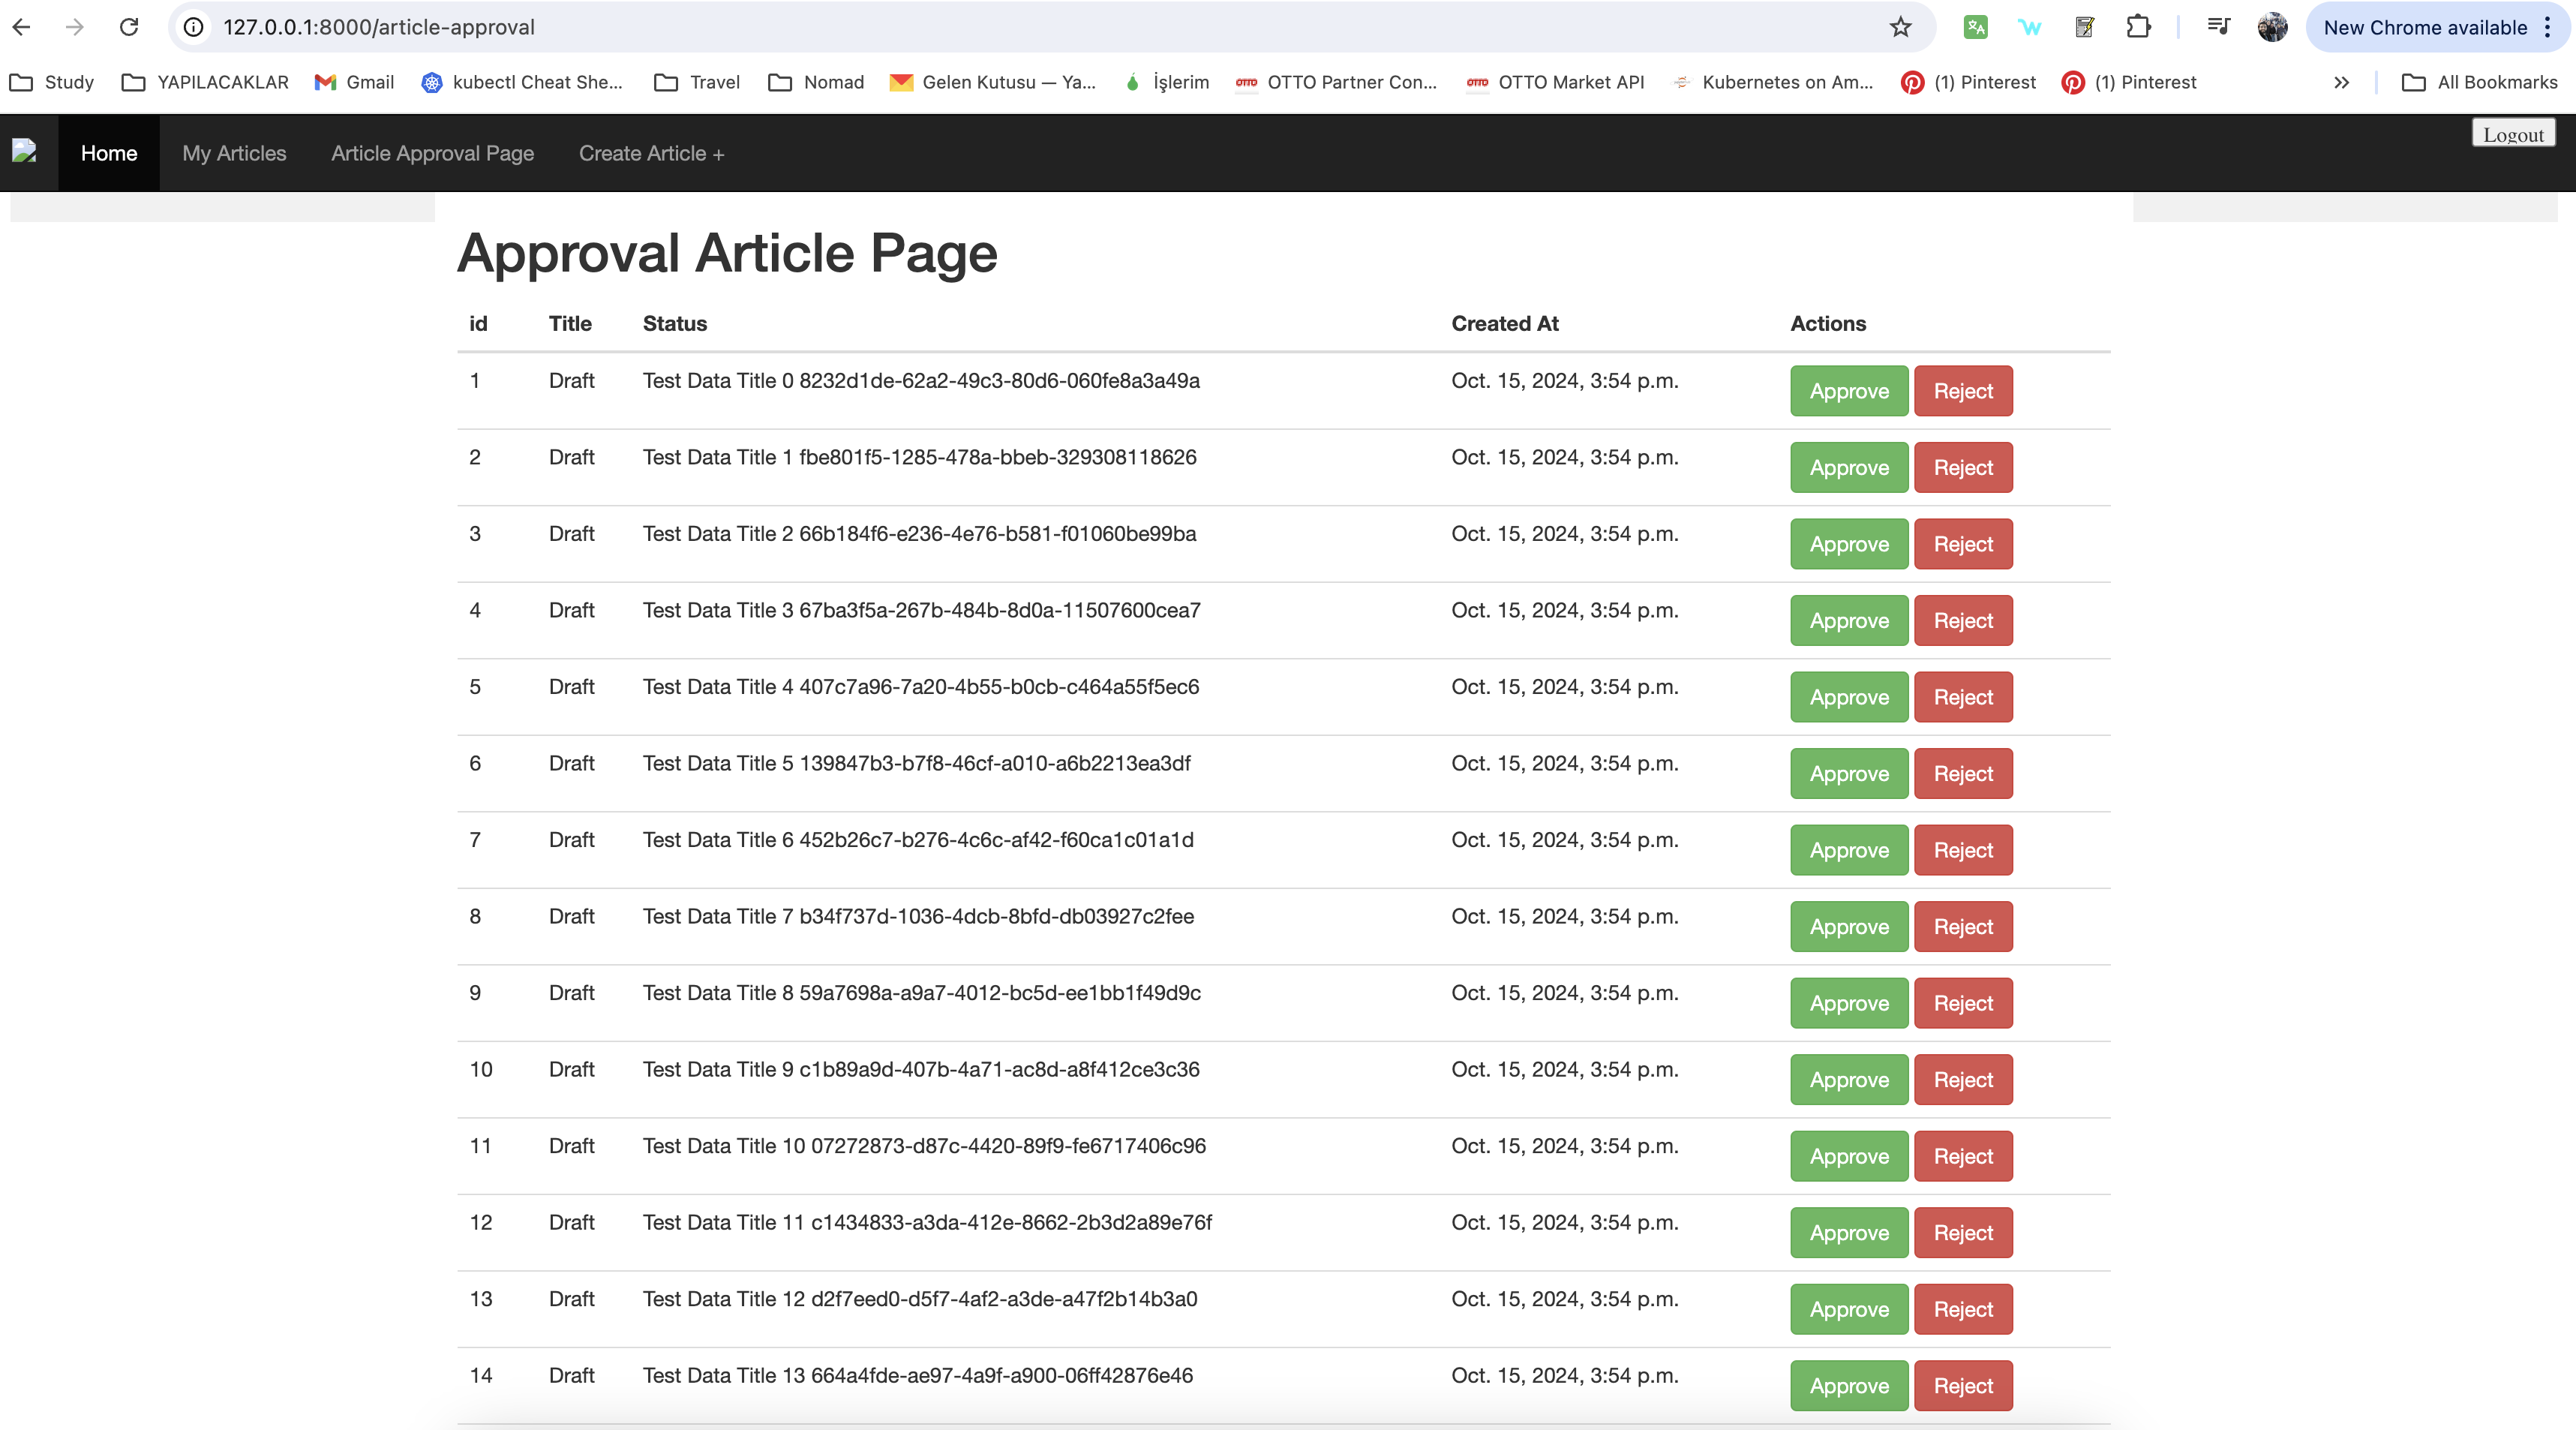 127.0.0.1:8000/article-approval New Chrome available
Study YAPILACAKLAR Gmail kubectl Cheat She... Travel Nomad Gelen Kutusu — Ya... İşlerim OTTO OTTO Partner Con... OTTO OTTO Market API Kubernetes on Am... (1) Pinterest (1) Pinterest » All Bookmarks
Home My Articles Article Approval Page Create Article + Logout
Approval Article Page
id Title Status Created At Actions
1 Draft Test Data Title 0 8232d1de-62a2-49c3-80d6-060fe8a3a49a Oct. 15, 2024, 3:54 p.m. Approve Reject
2 Draft Test Data Title 1 fbe801f5-1285-478a-bbeb-329308118626 Oct. 15, 2024, 3:54 p.m. Approve Reject
3 Draft Test Data Title 2 66b184f6-e236-4e76-b581-f01060be99ba Oct. 15, 2024, 3:54 p.m. Approve Reject
4 Draft Test Data Title 3 67ba3f5a-267b-484b-8d0a-11507600cea7 Oct. 15, 2024, 3:54 p.m. Approve Reject
5 Draft Test Data Title 4 407c7a96-7a20-4b55-b0cb-c464a55f5ec6 Oct. 15, 2024, 3:54 p.m. Approve Reject
6 Draft Test Data Title 5 139847b3-b7f8-46cf-a010-a6b2213ea3df Oct. 15, 2024, 3:54 p.m. Approve Reject
7 Draft Test Data Title 6 452b26c7-b276-4c6c-af42-f60ca1c01a1d Oct. 15, 2024, 3:54 p.m. Approve Reject
8 Draft Test Data Title 7 b34f737d-1036-4dcb-8bfd-db03927c2fee Oct. 15, 2024, 3:54 p.m. Approve Reject
9 Draft Test Data Title 8 59a7698a-a9a7-4012-bc5d-ee1bb1f49d9c Oct. 15, 2024, 3:54 p.m. Approve Reject
10 Draft Test Data Title 9 c1b89a9d-407b-4a71-ac8d-a8f412ce3c36 Oct. 15, 2024, 3:54 p.m. Approve Reject
11 Draft Test Data Title 10 07272873-d87c-4420-89f9-fe6717406c96 Oct. 15, 2024, 3:54 p.m. Approve Reject
12 Draft Test Data Title 11 c1434833-a3da-412e-8662-2b3d2a89e76f Oct. 15, 2024, 3:54 p.m. Approve Reject
13 Draft Test Data Title 12 d2f7eed0-d5f7-4af2-a3de-a47f2b14b3a0 Oct. 15, 2024, 3:54 p.m. Approve Reject
14 Draft Test Data Title 13 664a4fde-ae97-4a9f-a900-06ff42876e46 Oct. 15, 2024, 3:54 p.m. Approve Reject